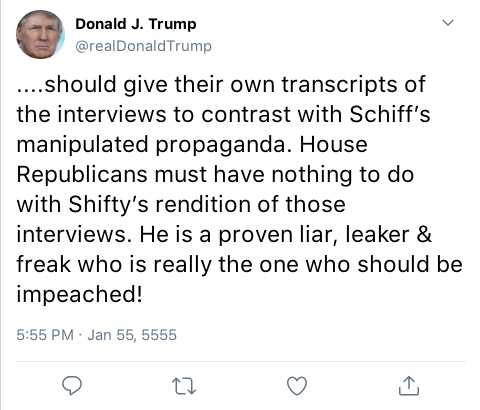 Donald J. Trump
@realDonaldTrump
....should give their own transcripts of
the interviews to contrast with Schiff’s
manipulated propaganda. House
Republicans must have nothing to do
with Shifty’s rendition of those
interviews. He is a proven liar, leaker &
freak who is really the one who should be
impeached!
5:55 PM · Jan 55, 5555